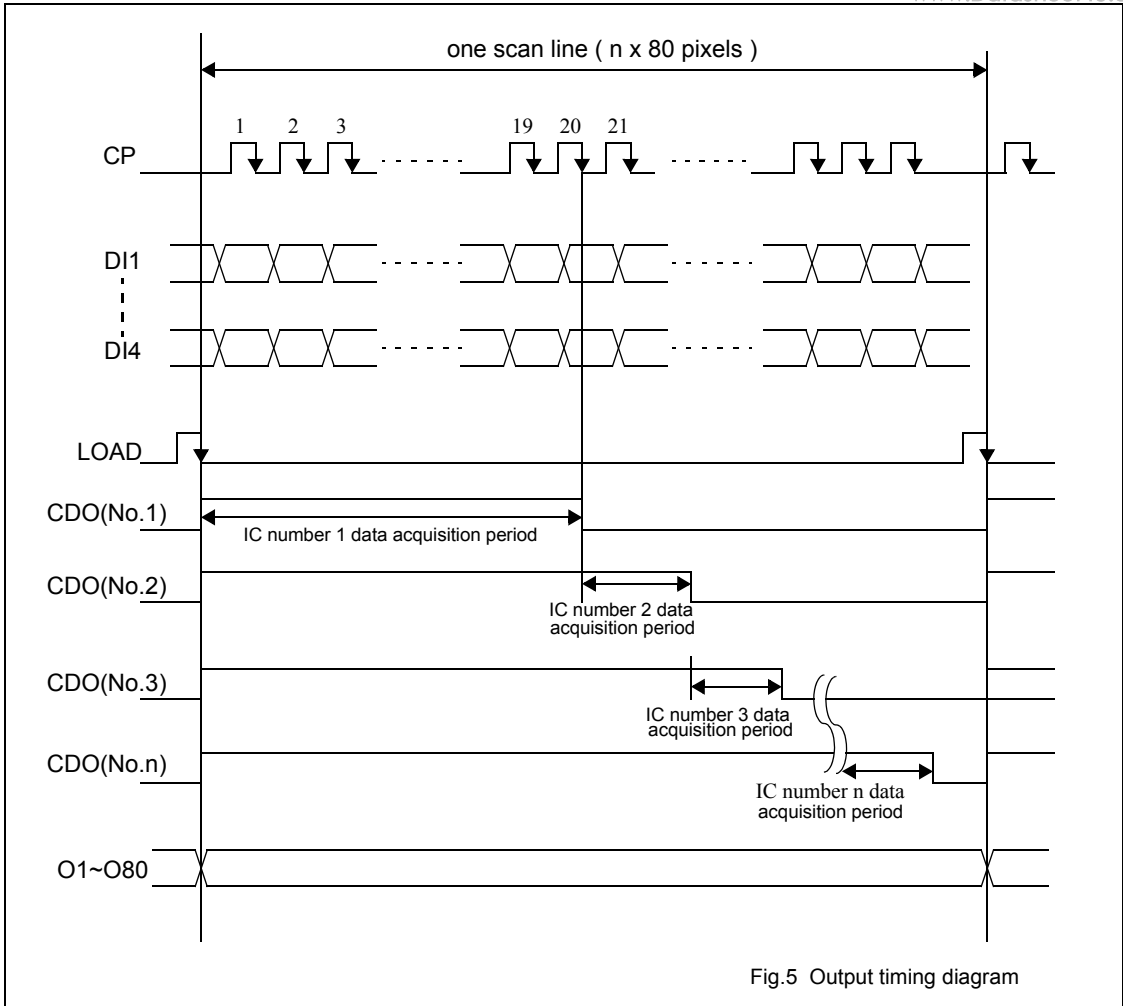 one scan line ( n x 80 pixels )
1 2 3 19 20 21
CP
DI1
DI4
LOAD
CDO(No.1)
IC number 1 data acquisition period
CDO(No.2)
IC number 2 data
acquisition period
CDO(No.3)
IC number 3 data
acquisition period
CDO(No.n)
IC number n data
acquisition period
O1~O80
Fig.5 Output timing diagram